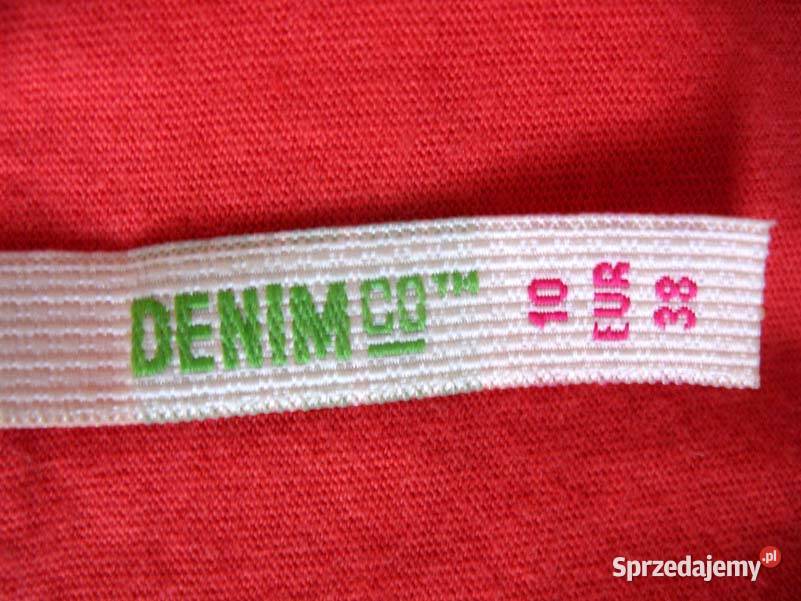 DENIM CO™
10
EUR
38
Sprzedajemy.pl